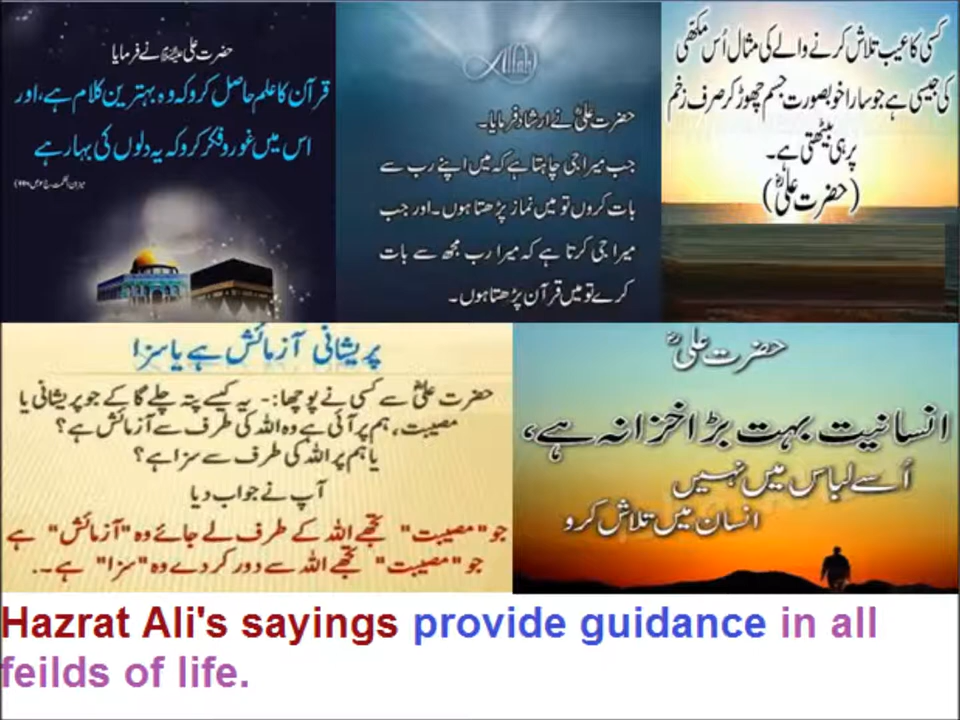 حضرت علی نے فرمایا
قرآن کا علم حاصل کرو کہ وہ بہترین کلام ہے، اور
اس میں غور و فکر کرو کہ یہ دلوں کی بہار ہے
Allah
حضرت علیؓ نے ارشاد فرمایا۔
جب میرا جی چاہتا ہے کہ میں اپنے رب سے
بات کروں تو میں نماز پڑھتا ہوں۔ اور جب
میرا جی کرتا ہے کہ میرا رب مجھ سے بات
کرے تو میں قرآن پڑھتا ہوں۔
کسی کا عیب تلاش کرنے والے کی مثال اُس مکھی
کی جیسی ہے جو سارا خوبصورت جسم چھوڑ کر صرف زخم
پر ہی بیٹھتی ہے۔
(حضرت علیؓ)
پریشانی آزمائش ہے یا سزا
حضرت علیؓ سے کسی نے پوچھا:- یہ کیسے پتہ چلے گا کے جو پریشانی یا
مصیبت، ہم پر آئی ہے وہ اللہ کی طرف سے آزمائش ہے؟
یا ہم پر اللہ کی طرف سے سزا ہے؟
آپ نے جواب دیا
جو "مصیبت" تجھے اللہ کے طرف لے جائے وہ "آزمائش" ہے
جو "مصیبت" تجھے اللہ سے دور کر دے وہ "سزا" ہے۔.
حضرت علیؓ
انسانیت بہت بڑا خزانہ ہے،
اُسے لباس میں نہیں
انسان میں تلاش کرو
Hazrat Ali's sayings provide guidance in all
feilds of life.